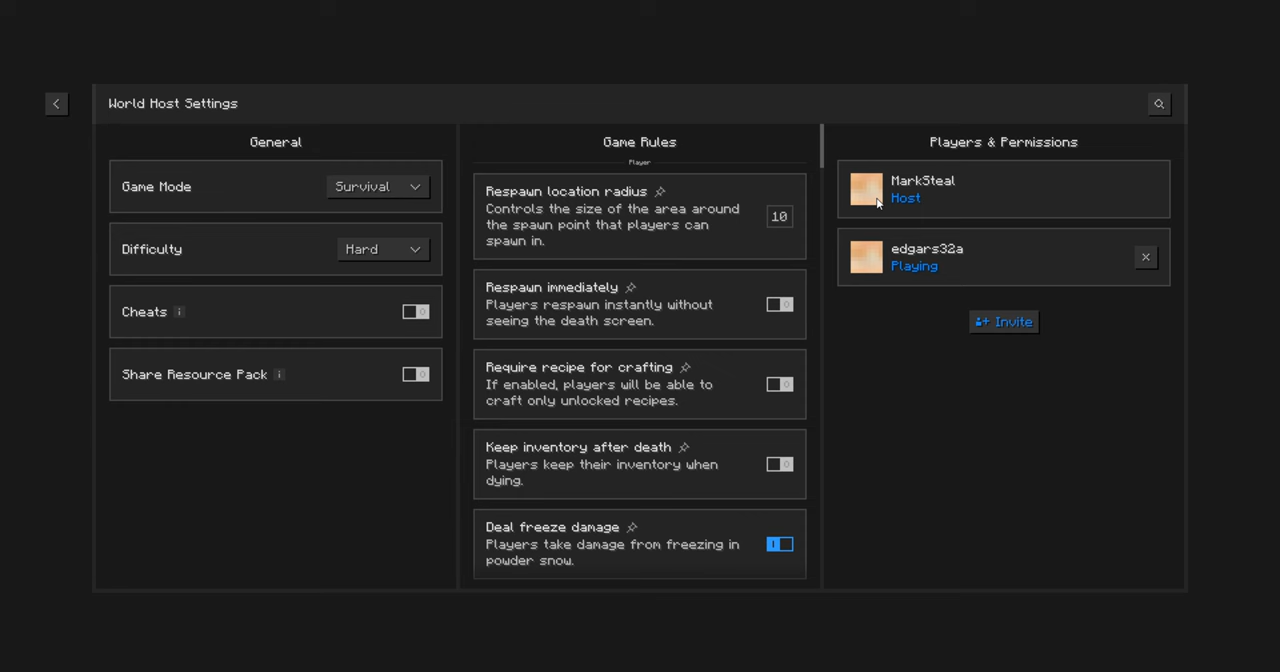 World Host Settings
General
Game Mode
Survival
Difficulty
Hard
Cheats i
Share Resource Pack i
Game Rules
Player
Respawn location radius
Controls the size of the area around
the spawn point that players can
spawn in.
10
Respawn immediately
Players respawn instantly without
seeing the death screen.
Require recipe for crafting
If enabled, players will be able to
craft only unlocked recipes.
Keep inventory after death
Players keep their inventory when
dying.
Deal freeze damage
Players take damage from freezing in
powder snow.
Players & Permissions
MarkSteal
Host
edgars32a
Playing
Invite